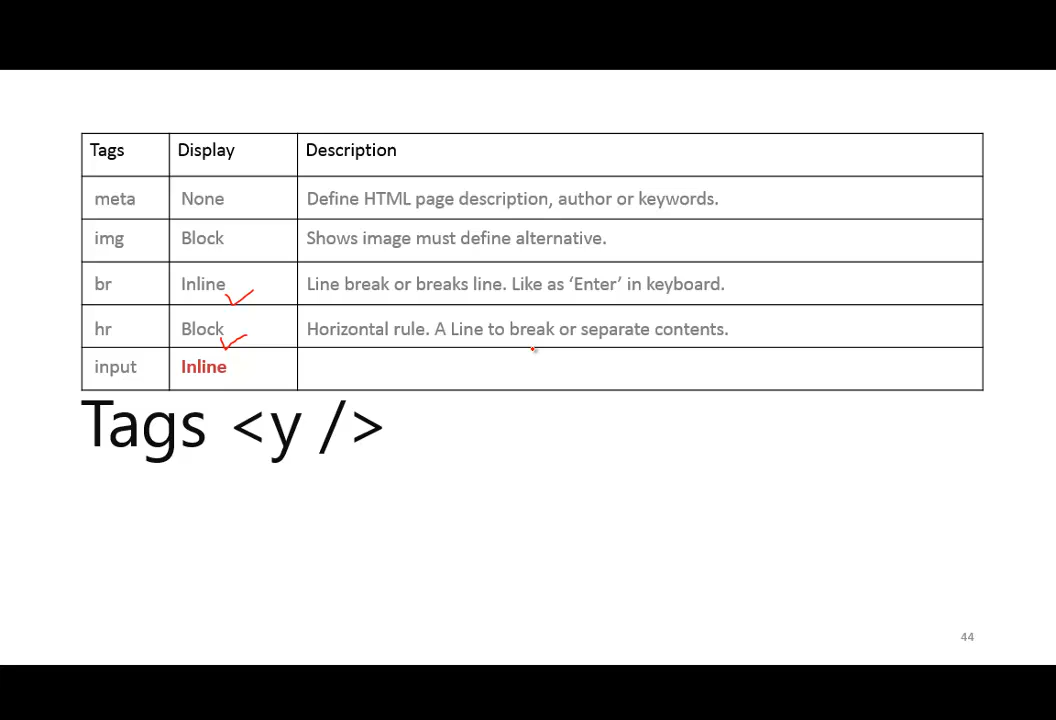 Tags Display Description
meta None Define HTML page description, author or keywords.
img Block Shows image must define alternative.
br Inline Line break or breaks line. Like as ‘Enter’ in keyboard.
hr Block Horizontal rule. A Line to break or separate contents.
input Inline
Tags <y />
44